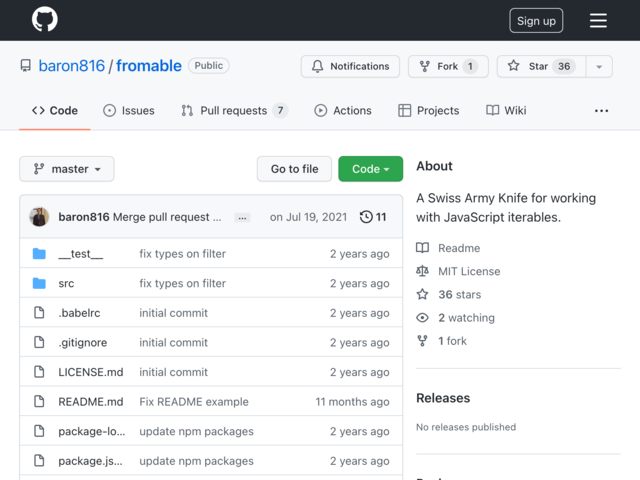 Sign up
baron816 / fromable Public
Notifications Fork 1 Star 36
Code Issues Pull requests 7 Actions Projects Wiki ...
master Go to file Code
baron816 Merge pull request ... ... on Jul 19, 2021 11
__test__ fix types on filter 2 years ago
src fix types on filter 2 years ago
.babelrc initial commit 2 years ago
.gitignore initial commit 2 years ago
LICENSE.md initial commit 2 years ago
README.md Fix README example 11 months ago
package-lo... update npm packages 2 years ago
package.js... update npm packages 2 years ago
About
A Swiss Army Knife for working
with JavaScript iterables.
Readme
MIT License
36 stars
2 watching
1 fork
Releases
No releases published